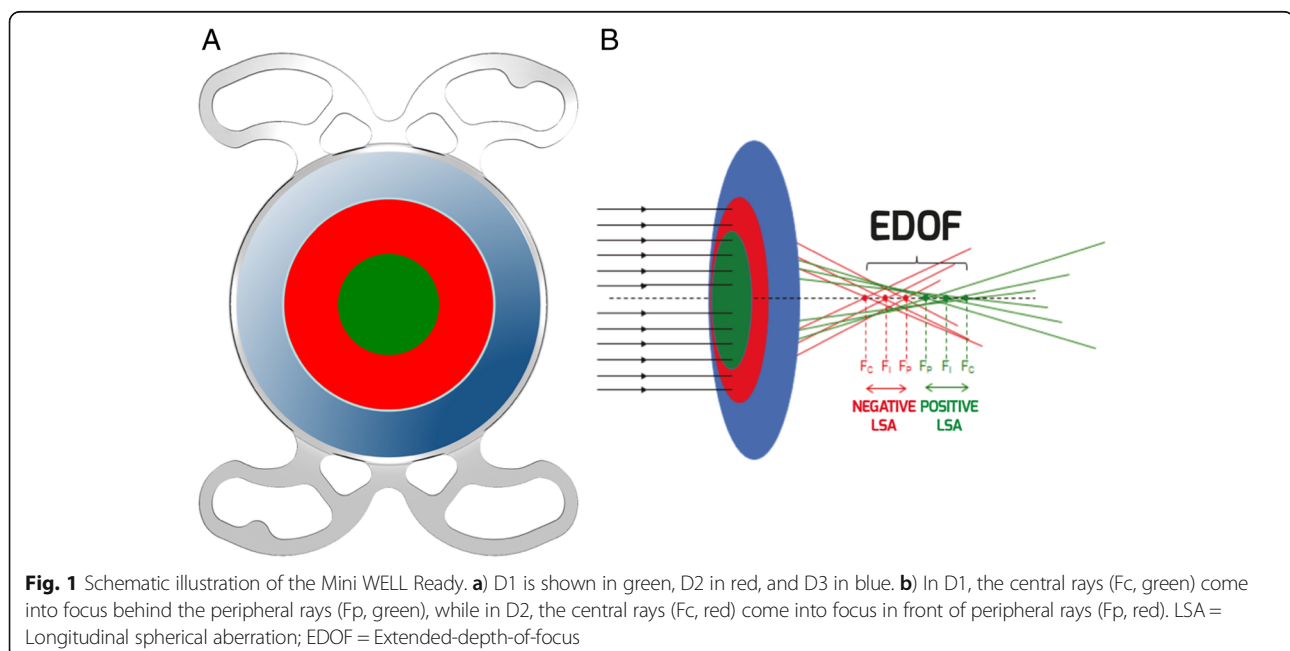 A
B
EDOF
Fc FI FP FP FI FC
NEGATIVE POSITIVE
LSA LSA
Fig. 1 Schematic illustration of the Mini WELL Ready. a) D1 is shown in green, D2 in red, and D3 in blue. b) In D1, the central rays (Fc, green) come
into focus behind the peripheral rays (Fp, green), while in D2, the central rays (Fc, red) come into focus in front of peripheral rays (Fp, red). LSA =
Longitudinal spherical aberration; EDOF = Extended-depth-of-focus